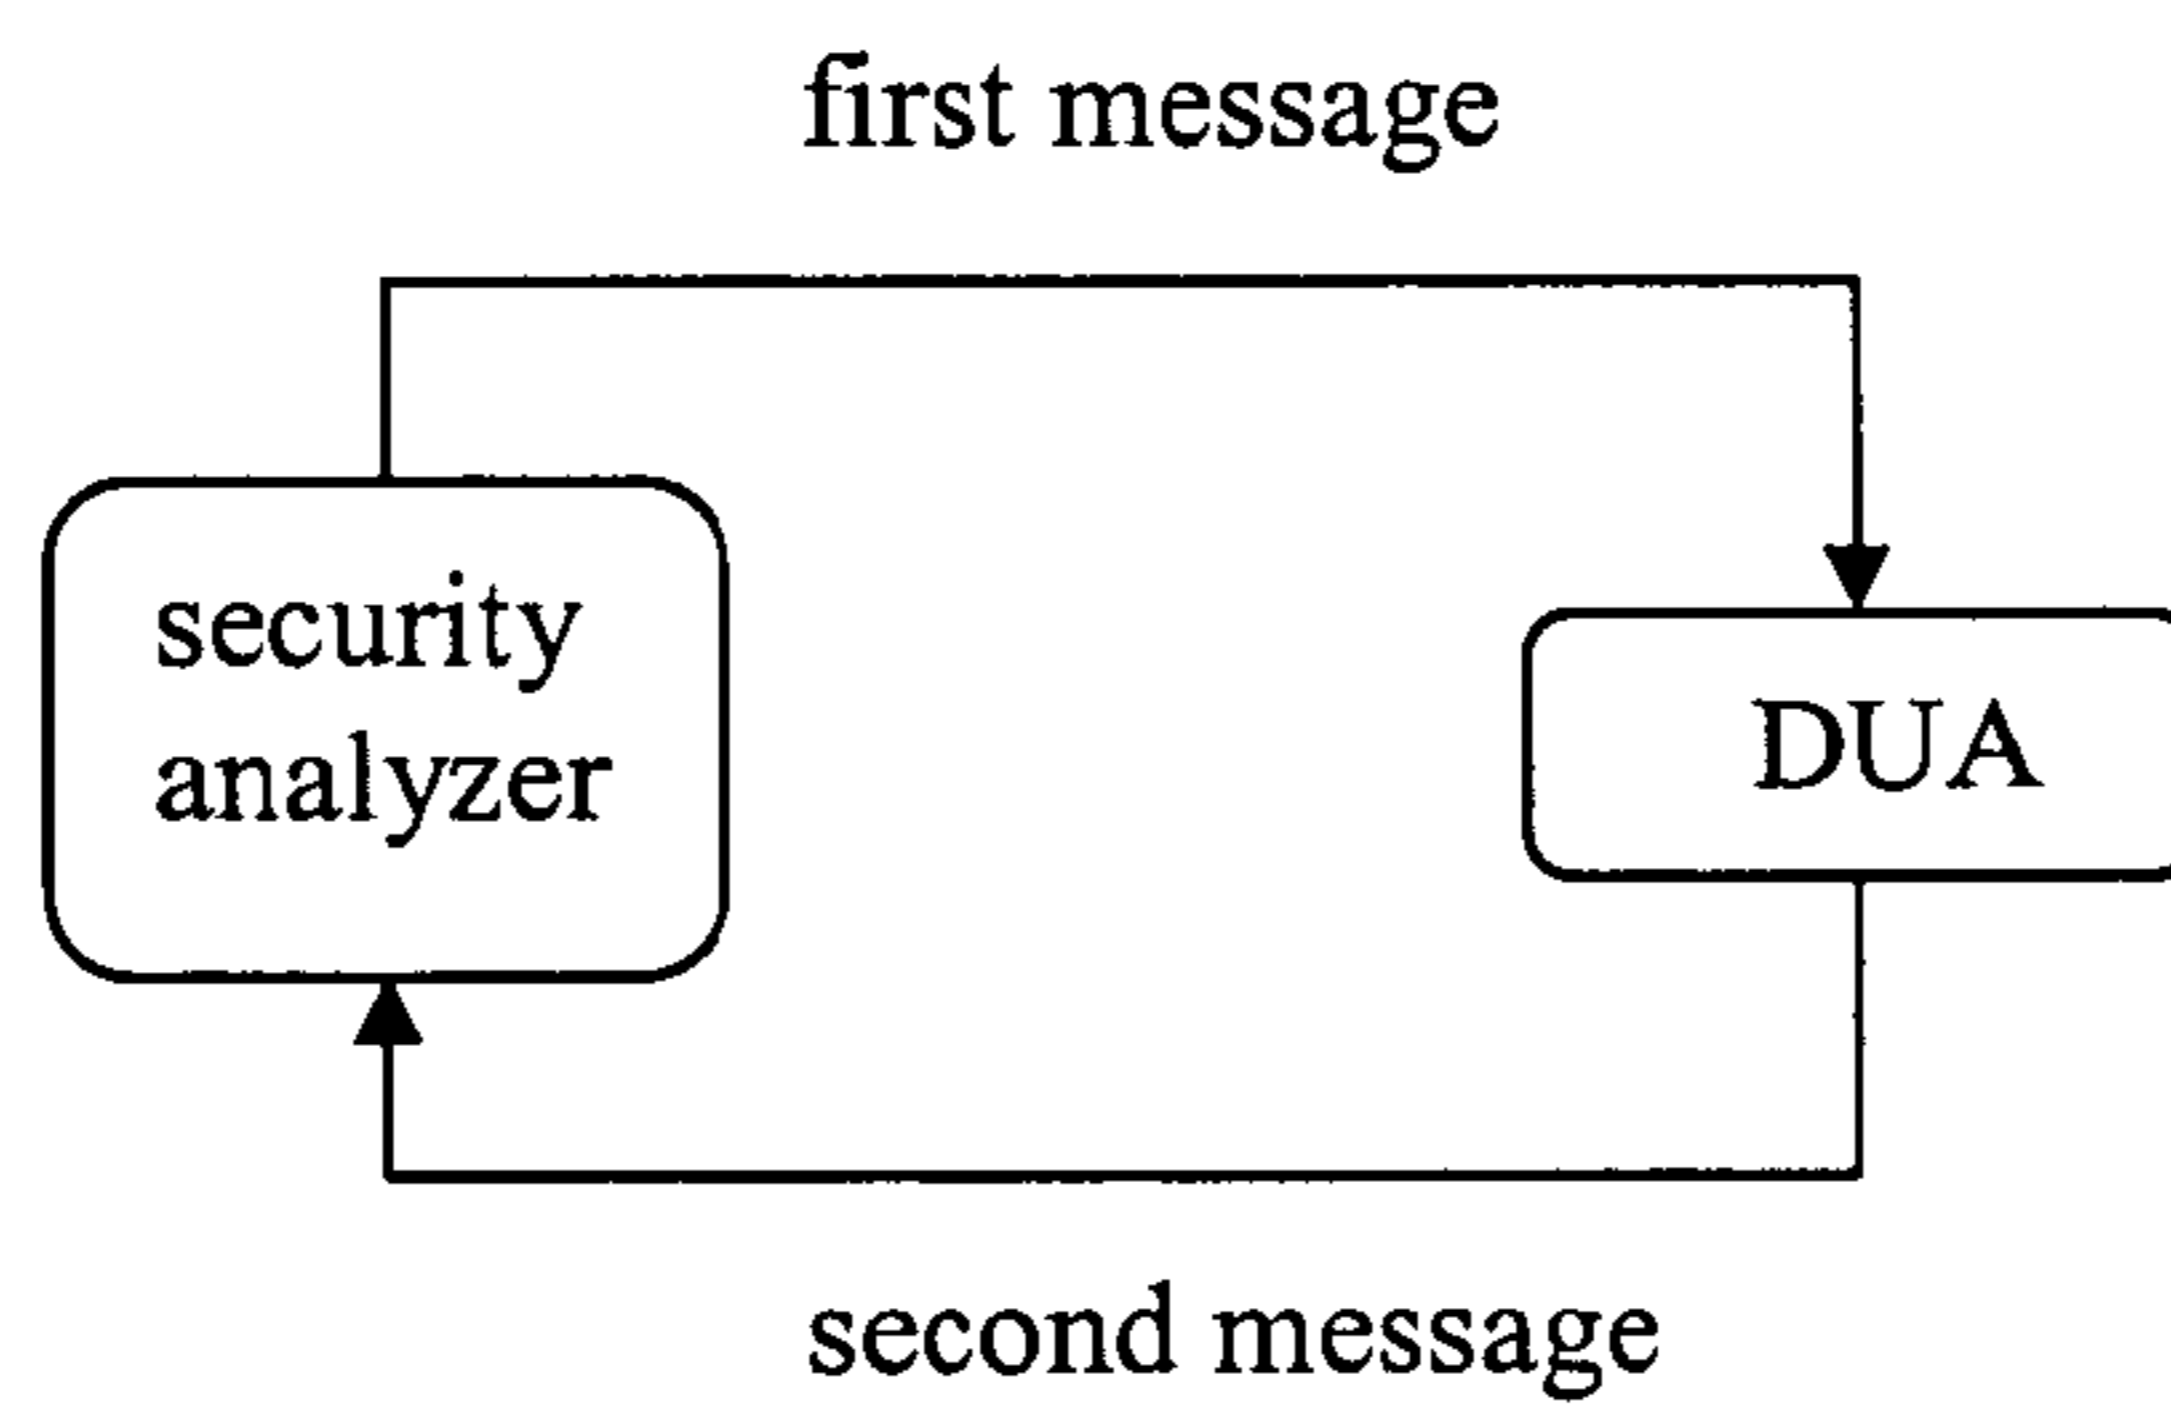 first message
security
analyzer
DUA
second message